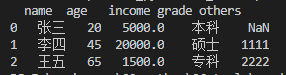 name age income grade others
0 张三 20 5000.0 本科 NaN
1 李四 45 20000.0 硕士 1111
2 王五 65 1500.0 专科 2222